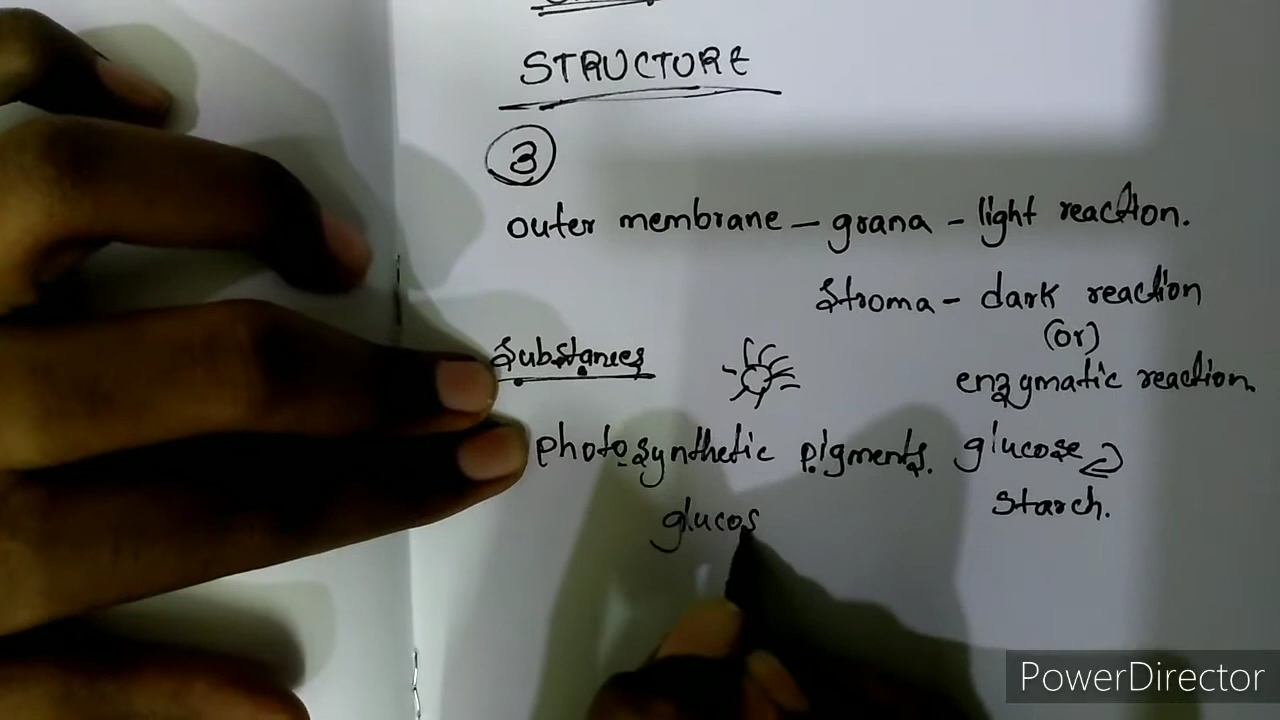 STRUCTURE
3
outer membrane - grana - light reaction.
Stroma - dark reaction
(or)
enzymatic reaction
Substances
photosynthetic pigments. glucose
starch.
glucos
PowerDirector